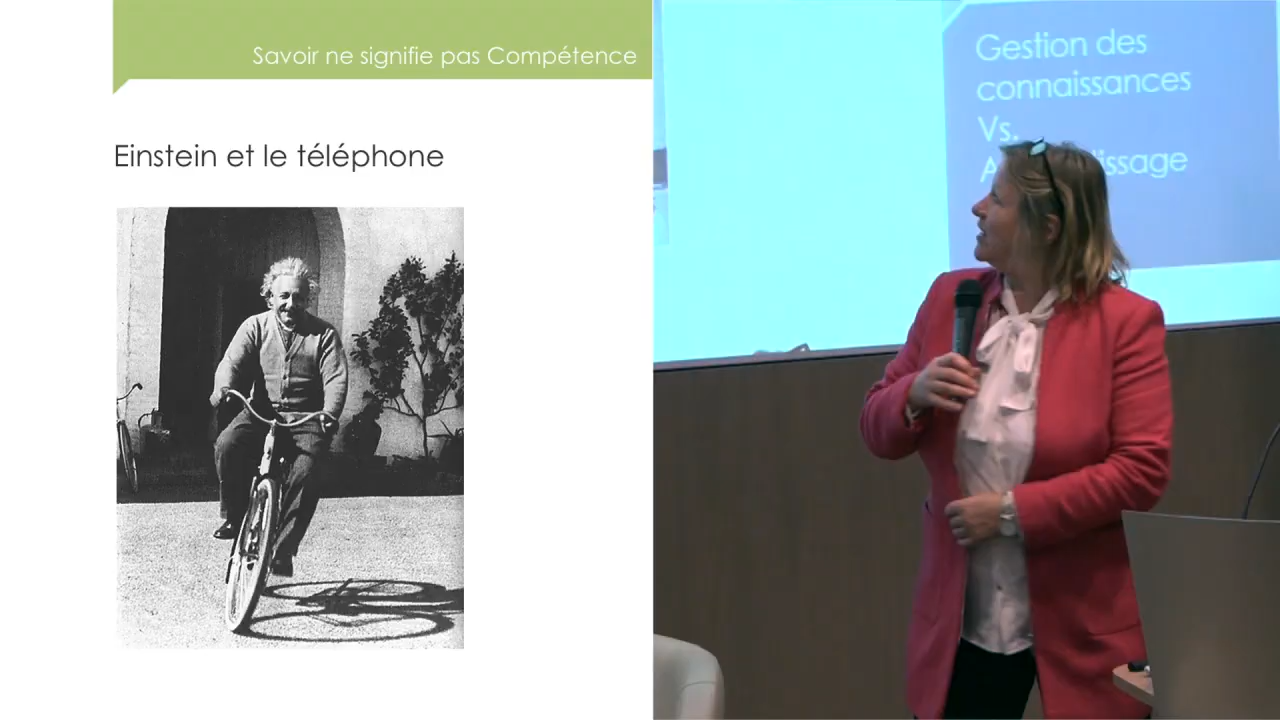 Savoir ne signifie pas Compétence
Einstein et le téléphone
Gestion des
connaissances
Vs.